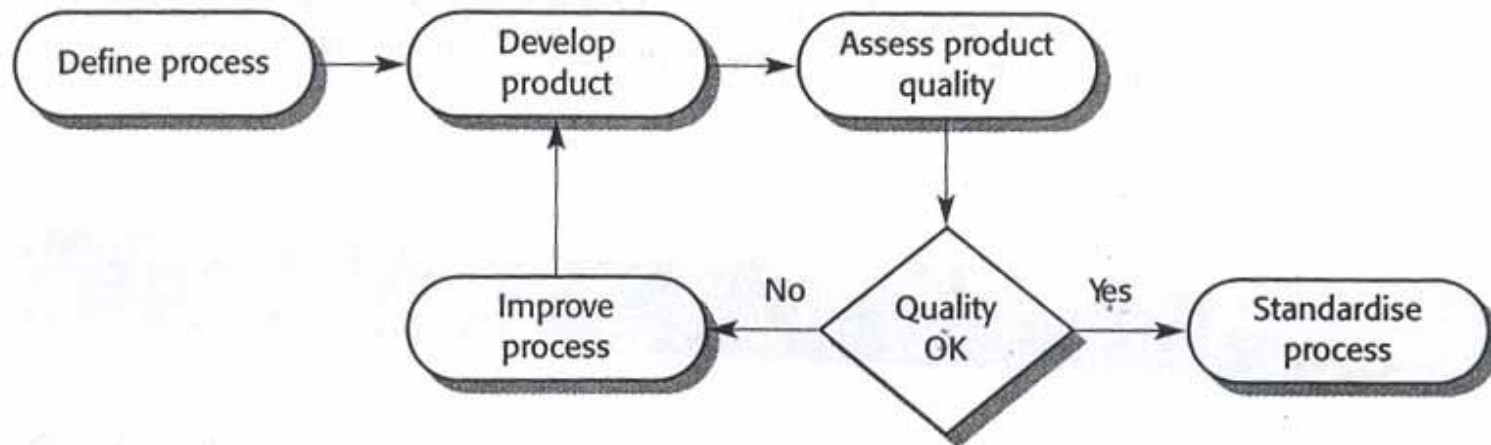 Define process
Develop
product
Assess product
quality
Improve
process
No
Quality
OK
Yes
Standardise
process